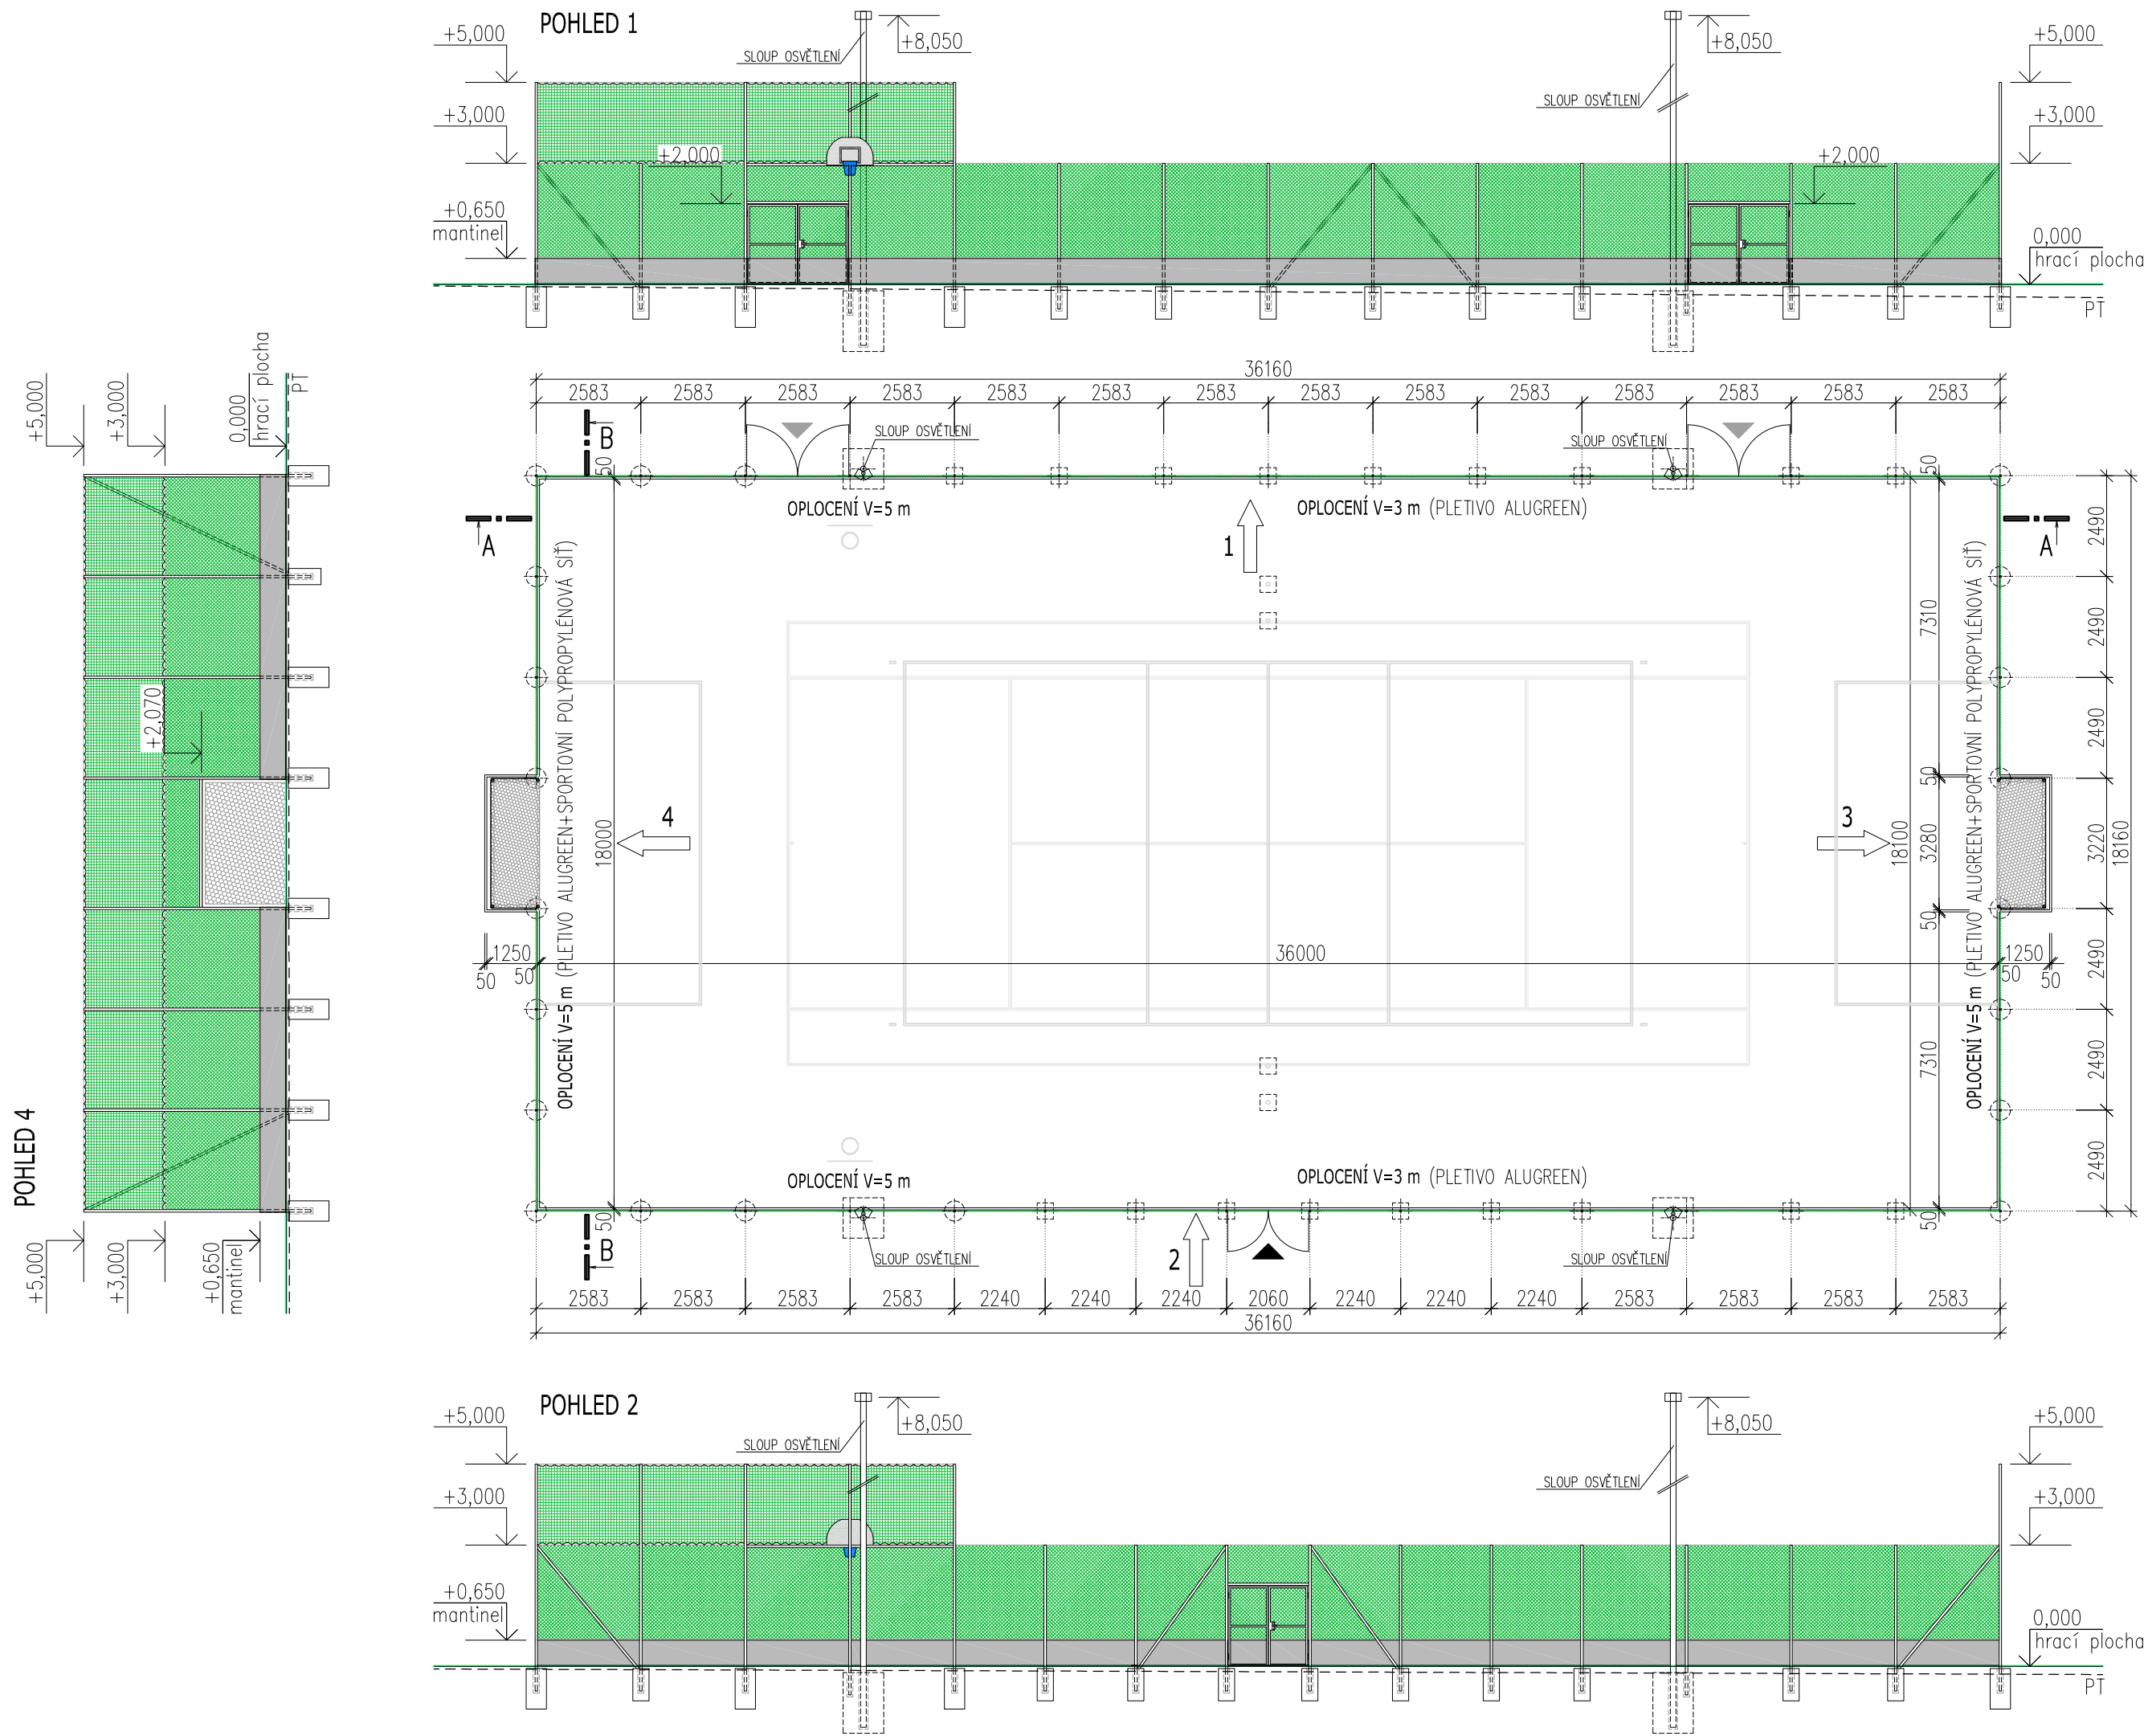 POHLED 1
+5,000
+3,000
+0,650
mantinel
SLOUP OSVĚTLENÍ
+8,050
+2,000
SLOUP OSVĚTLENÍ
+8,050
+2,000
+5,000
+3,000
0,000
hrací plocha
PT
POHLED 4
+5,000
+3,000
0,000
hrací plocha
PT
+2,070
+5,000
+3,000
+0,650
mantinel
36160
2583 2583 2583 2583 2583 2583 2583 2583 2583 2583 2583 2583 2583 2583
B
50
SLOUP OSVĚTLENÍ
SLOUP OSVĚTLENÍ
50
OPLOCENÍ V=5 m
OPLOCENÍ V=3 m (PLETIVO ALUGREEN)
A
1
A
OPLOCENÍ V=5 m (PLETIVO ALUGREEN+SPORTOVNÍ POLYPROPYLÉNOVÁ SÍŤ)
18000
4
3
36000
1250
50
50
18100
7310
50
3280
50
7310
50
OPLOCENÍ V=5 m (PLETIVO ALUGREEN+SPORTOVNÍ POLYPROPYLÉNOVÁ SÍŤ)
1250
50
50
2490
2490
2490
3220
2490
2490
2490
18160
OPLOCENÍ V=5 m
OPLOCENÍ V=3 m (PLETIVO ALUGREEN)
50
B
SLOUP OSVĚTLENÍ
2
SLOUP OSVĚTLENÍ
2583 2583 2583 2583 2240 2240 2240 2060 2240 2240 2240 2583 2583 2583 2583
36160
POHLED 2
+5,000
+3,000
+0,650
mantinel
SLOUP OSVĚTLENÍ
+8,050
SLOUP OSVĚTLENÍ
+8,050
+5,000
+3,000
0,000
hrací plocha
PT